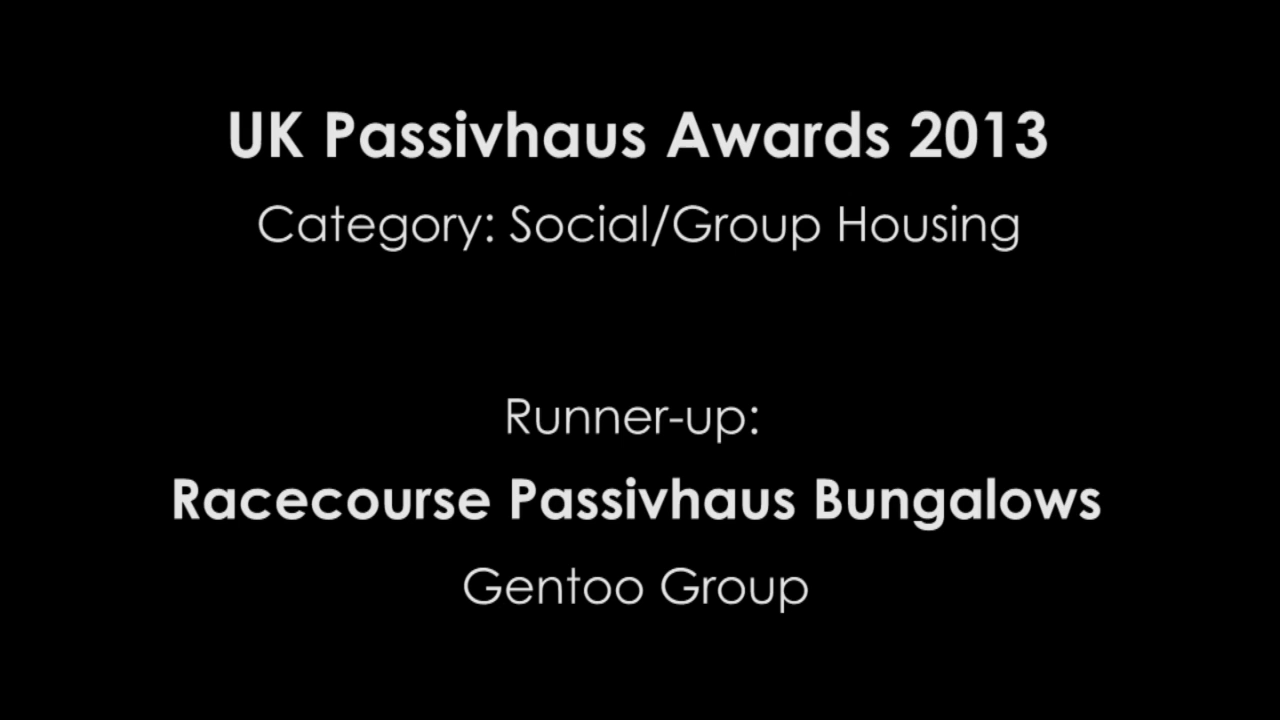 UK Passivhaus Awards 2013
Category: Social/Group Housing
Runner-up:
Racecourse Passivhaus Bungalows
Gentoo Group